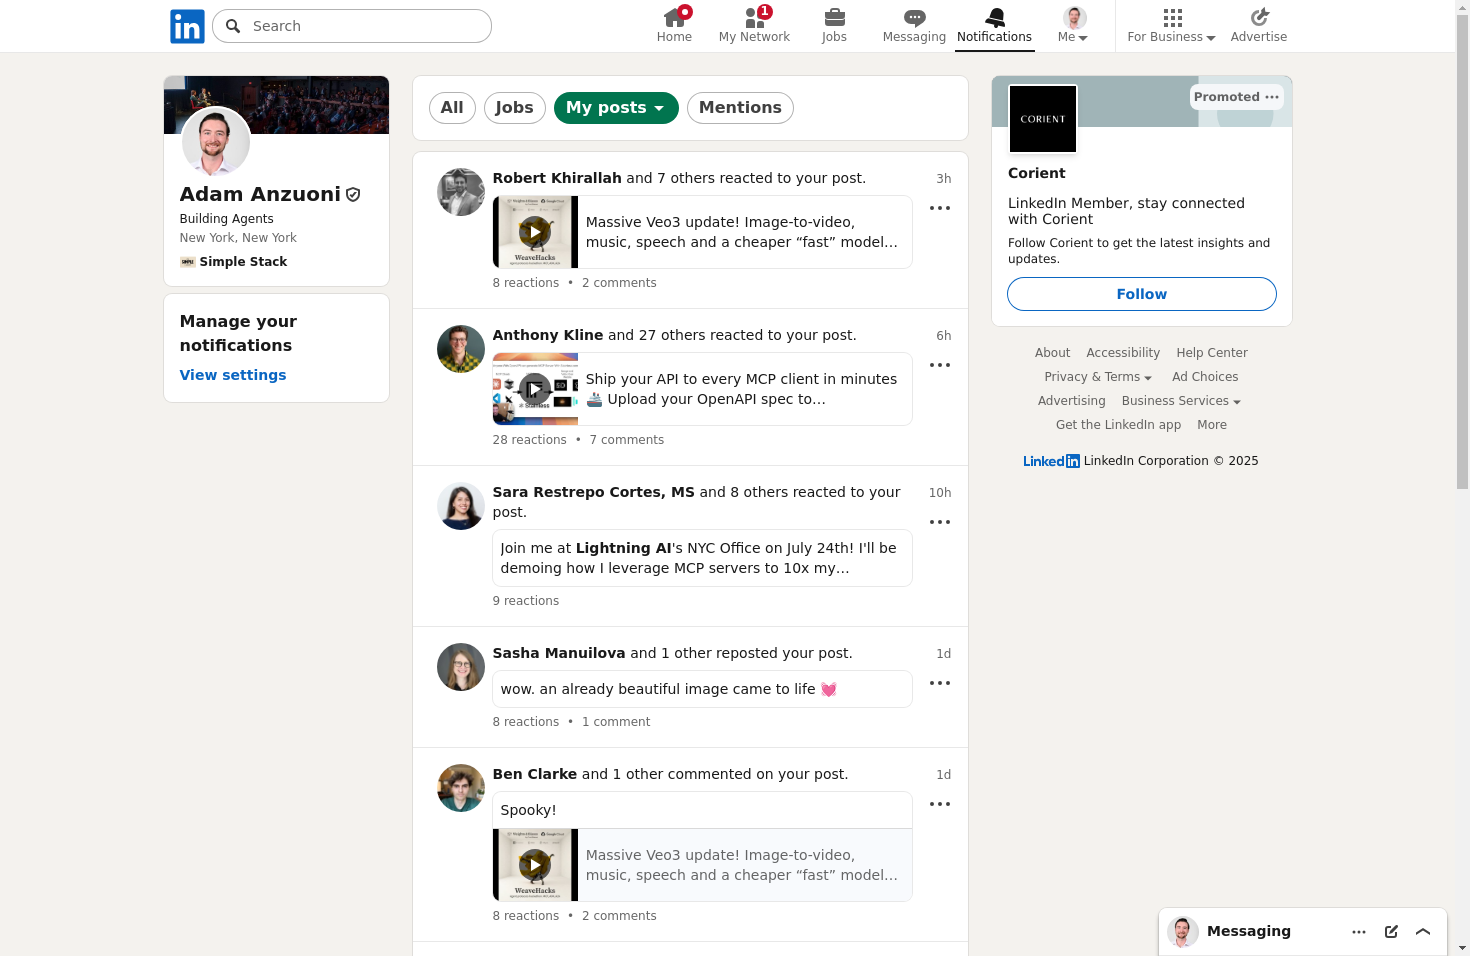 in
Search
Home
1
My Network
Jobs
Messaging
Notifications
Me
For Business
Advertise
Adam Anzuoni
Building Agents
New York, New York
Simple Stack
Manage your
notifications
View settings
All
Jobs
My posts
Mentions
Robert Khirallah and 7 others reacted to your post.
3h
WeaveHacks
Massive Veo3 update! Image-to-video,
music, speech and a cheaper “fast” model...
8 reactions • 2 comments
Anthony Kline and 27 others reacted to your post.
6h
Stainless
Ship your API to every MCP client in minutes
🚢 Upload your OpenAPI spec to...
28 reactions • 7 comments
Sara Restrepo Cortes, MS and 8 others reacted to your
post.
10h
Join me at Lightning AI's NYC Office on July 24th! I'll be
demoing how I leverage MCP servers to 10x my...
9 reactions
Sasha Manuilova and 1 other reposted your post.
1d
wow. an already beautiful image came to life 💓
8 reactions • 1 comment
Ben Clarke and 1 other commented on your post.
1d
Spooky!
WeaveHacks
Massive Veo3 update! Image-to-video,
music, speech and a cheaper “fast” model...
8 reactions • 2 comments
Promoted
CORIENT
Corient
LinkedIn Member, stay connected
with Corient
Follow Corient to get the latest insights and
updates.
Follow
About Accessibility Help Center
Privacy & Terms Ad Choices
Advertising Business Services
Get the LinkedIn app More
LinkedIn LinkedIn Corporation © 2025
Messaging